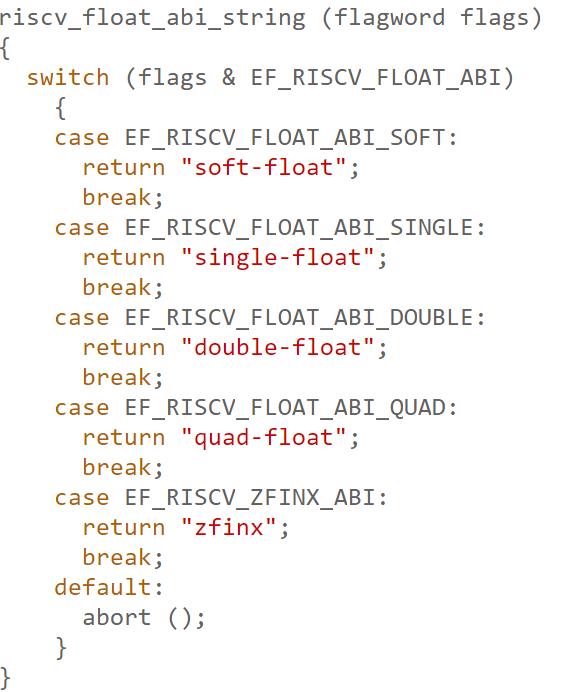 riscv_float_abi_string (flagword flags)
{
  switch (flags & EF_RISCV_FLOAT_ABI)
    {
    case EF_RISCV_FLOAT_ABI_SOFT:
      return "soft-float";
      break;
    case EF_RISCV_FLOAT_ABI_SINGLE:
      return "single-float";
      break;
    case EF_RISCV_FLOAT_ABI_DOUBLE:
      return "double-float";
      break;
    case EF_RISCV_FLOAT_ABI_QUAD:
      return "quad-float";
      break;
    case EF_RISCV_ZFINX_ABI:
      return "zfinx";
      break;
    default:
      abort ();
    }
}